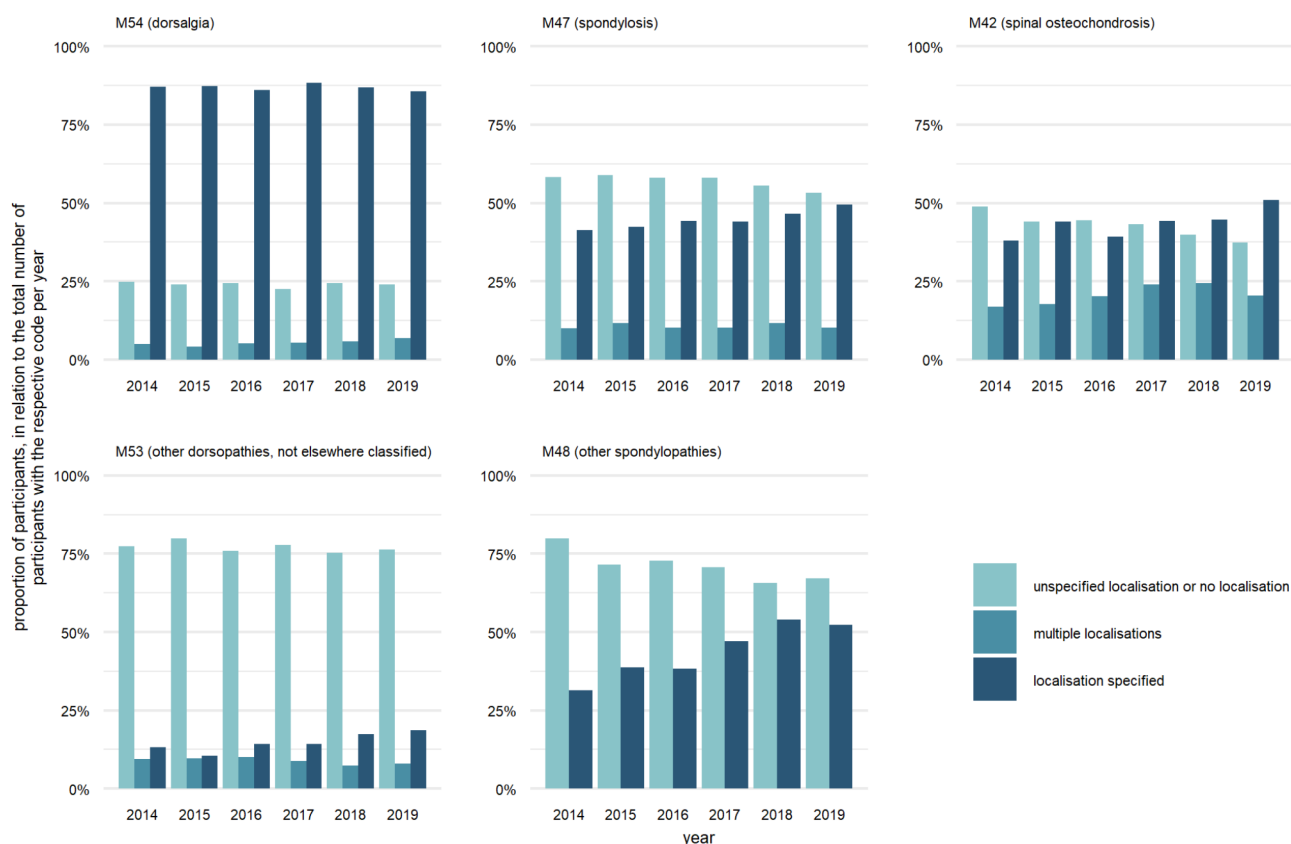 M54 (dorsalgia)
100%
75%
50%
25%
0%
2014 2015 2016 2017 2018 2019
M47 (spondylosis)
100%
75%
50%
25%
0%
2014 2015 2016 2017 2018 2019
M42 (spinal osteochondrosis)
100%
75%
50%
25%
0%
2014 2015 2016 2017 2018 2019
proportion of participants, in relation to the total number of
participants with the respective code per year
M53 (other dorsopathies, not elsewhere classified)
100%
75%
50%
25%
0%
2014 2015 2016 2017 2018 2019
M48 (other spondylopathies)
100%
75%
50%
25%
0%
2014 2015 2016 2017 2018 2019
year
unspecified localisation or no localisation
multiple localisations
localisation specified